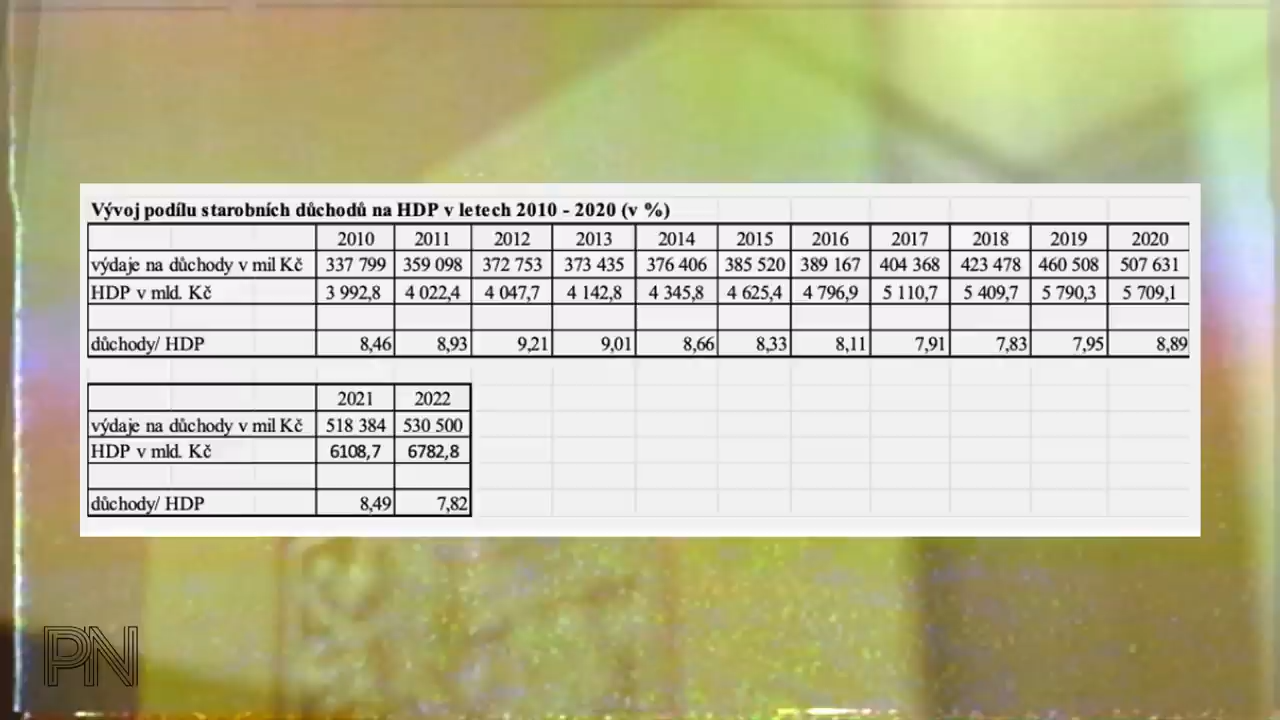 Vývoj podílu starobních důchodů na HDP v letech 2010 - 2020 (v %)
2010 2011 2012 2013 2014 2015 2016 2017 2018 2019 2020
výdaje na důchody v mil Kč 337 799 359 098 372 753 373 435 376 406 385 520 389 167 404 368 423 478 460 508 507 631
HDP v mld. Kč 3 992,8 4 022,4 4 047,7 4 142,8 4 345,8 4 625,4 4 796,9 5 110,7 5 409,7 5 790,3 5 709,1
důchody/ HDP 8,46 8,93 9,21 9,01 8,66 8,33 8,11 7,91 7,83 7,95 8,89
2021 2022
výdaje na důchody v mil Kč 518 384 530 500
HDP v mld. Kč 6108,7 6782,8
důchody/ HDP 8,49 7,82
PN